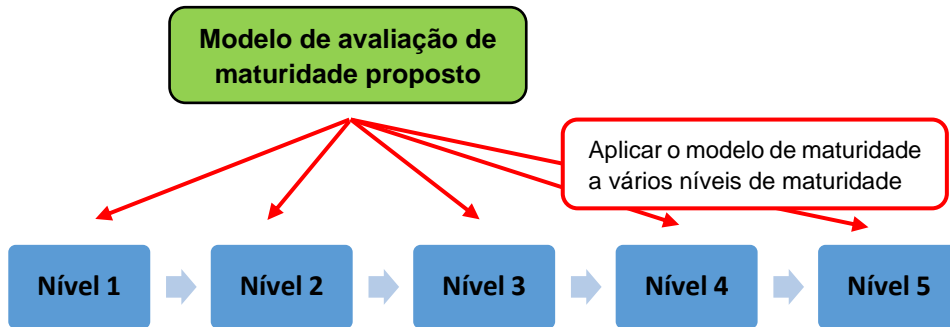 Modelo de avaliação de
maturidade proposto
Aplicar o modelo de maturidade
a vários níveis de maturidade
Nível 1
Nível 2
Nível 3
Nível 4
Nível 5